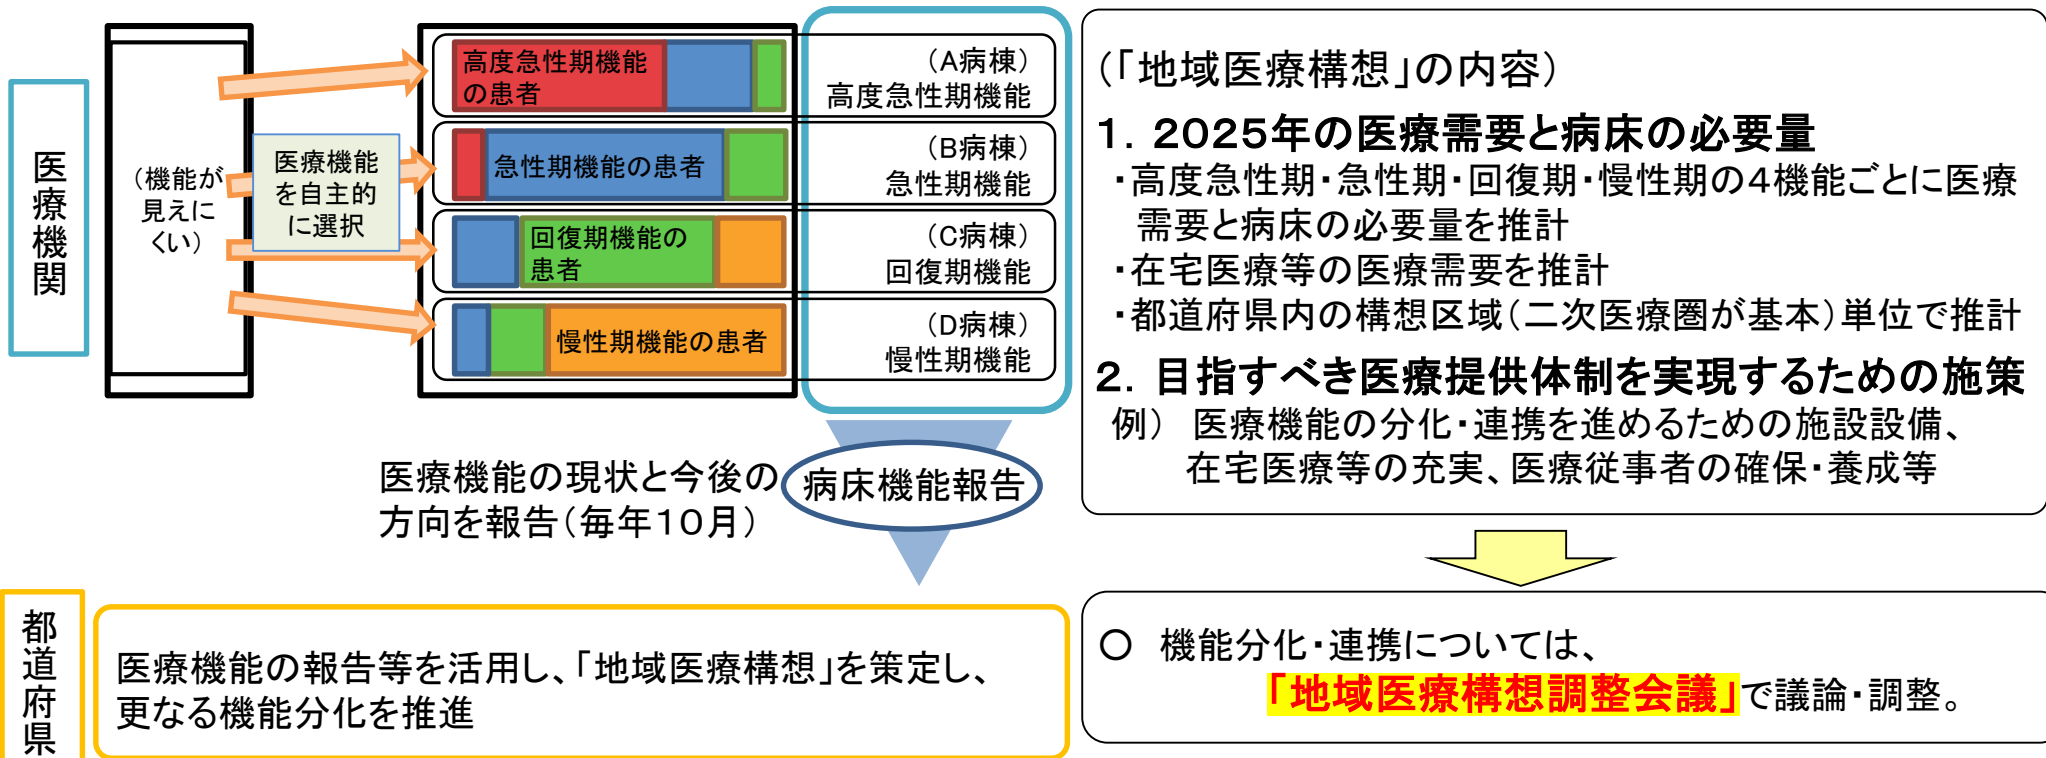 医療機関
（機能が
見えに
くい）
医療機能
を自主的
に選択
高度急性期機能
の患者
（A病棟）
高度急性期機能
急性期機能の患者
（B病棟）
急性期機能
回復期機能の
患者
（C病棟）
回復期機能
慢性期機能の患者
（D病棟）
慢性期機能
医療機能の現状と今後の
方向を報告（毎年１０月）
病床機能報告
都道府県
医療機能の報告等を活用し、「地域医療構想」を策定し、
更なる機能分化を推進
（「地域医療構想」の内容）
１．２０２５年の医療需要と病床の必要量
・高度急性期・急性期・回復期・慢性期の４機能ごとに医療
需要と病床の必要量を推計
・在宅医療等の医療需要を推計
・都道府県内の構想区域（二次医療圏が基本）単位で推計
２．目指すべき医療提供体制を実現するための施策
例） 医療機能の分化・連携を進めるための施設設備、
在宅医療等の充実、医療従事者の確保・養成等
○ 機能分化・連携については、
「地域医療構想調整会議」で議論・調整。